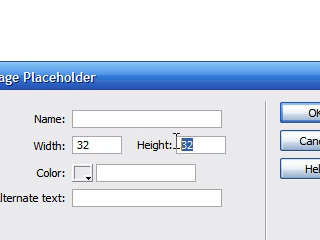 age Placeholder
Name:
OK
Width: 32 Height: 32
Canc
Color:
Hel
lternate text: